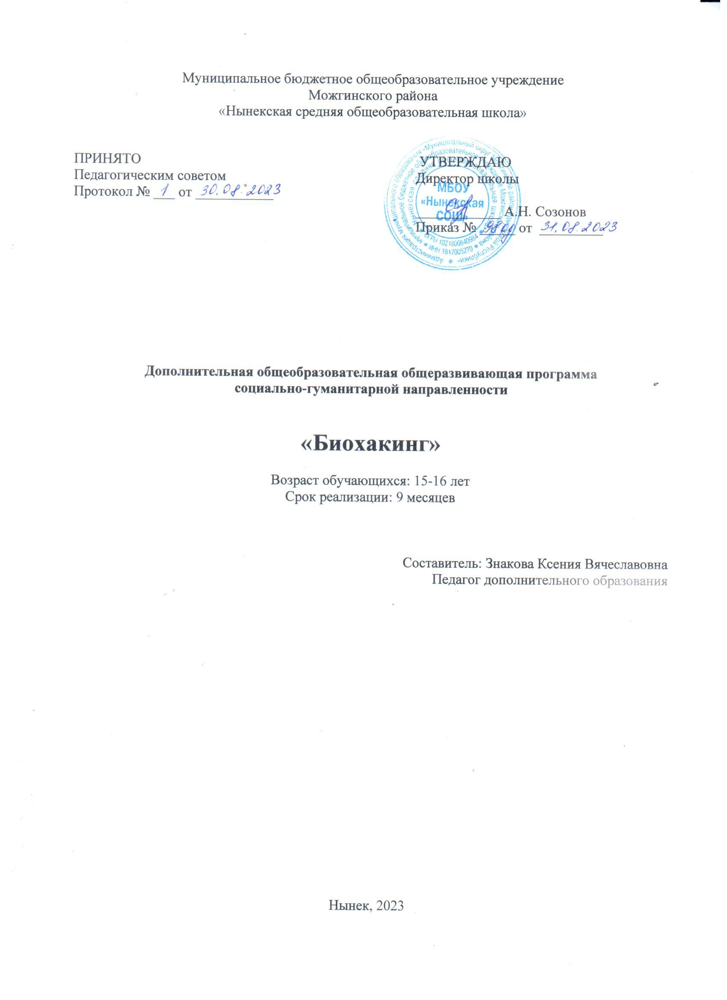 Муниципальное бюджетное общеобразовательное учреждение
Можгинского района
«Нынекская средняя общеобразовательная школа»
ПРИНЯТО
Педагогическим советом
Протокол № 1 от 30.08.2023
УТВЕРЖДАЮ
Директор школы
А.Н. Созонов
Приказ № от 31.08.2023
МБОУ
«Нынекская
СОШ»
ОГРН 1021800840984 * ИНН 1817005270
Дополнительная общеобразовательная общеразвивающая программа
социально-гуманитарной направленности
«Биохакинг»
Возраст обучающихся: 15-16 лет
Срок реализации: 9 месяцев
Составитель: Знакова Ксения Вячеславовна
Педагог дополнительного образования
Нынек, 2023